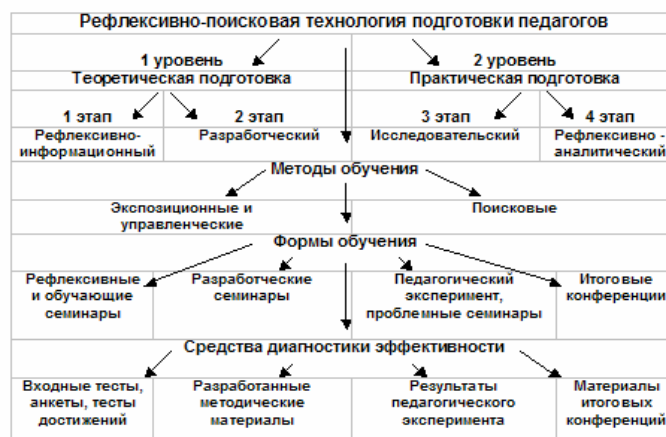 Рефлексивно-поисковая технология подготовки педагогов
1 уровень 2 уровень
Теоретическая подготовка Практическая подготовка
1 этап 2 этап 3 этап 4 этап
Рефлексивно- Разработческий Исследовательский Рефлексивно -
информационный аналитический
Методы обучения
Экспозиционные и Поисковые
управленческие
Формы обучения
Рефлексивные Разработческие Педагогический Итоговые
и обучающие семинары эксперимент, конференции
семинары проблемные семинары
Средства диагностики эффективности
Входные тесты, Разработанные Результаты Материалы
анкеты, тесты методические педагогического итоговых
достижений материалы эксперимента конференций